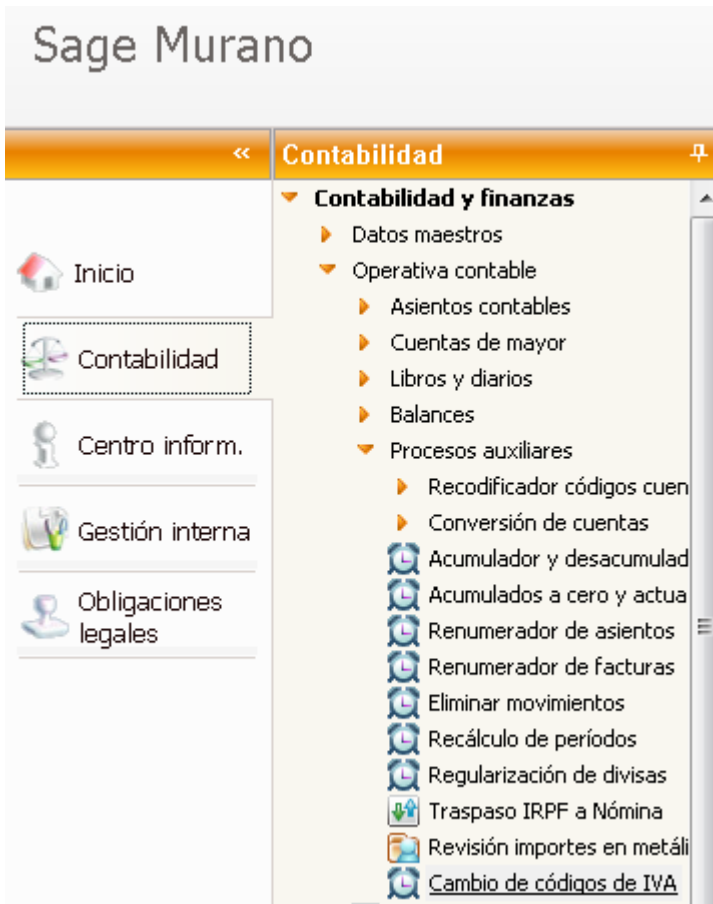 Sage Murano
«
Contabilidad
Contabilidad y finanzas
Datos maestros
Inicio
Operativa contable
Asientos contables
Contabilidad
Cuentas de mayor
Libros y diarios
Balances
Centro inform.
Procesos auxiliares
Recodificador códigos cuen
Gestión interna
Conversión de cuentas
Acumulador y desacumulad
Obligaciones
legales
Acumulados a cero y actua
Renumerador de asientos
Renumerador de facturas
Eliminar movimientos
Recálculo de períodos
Regularización de divisas
Traspaso IRPF a Nómina
Revisión importes en metáli
Cambio de códigos de IVA